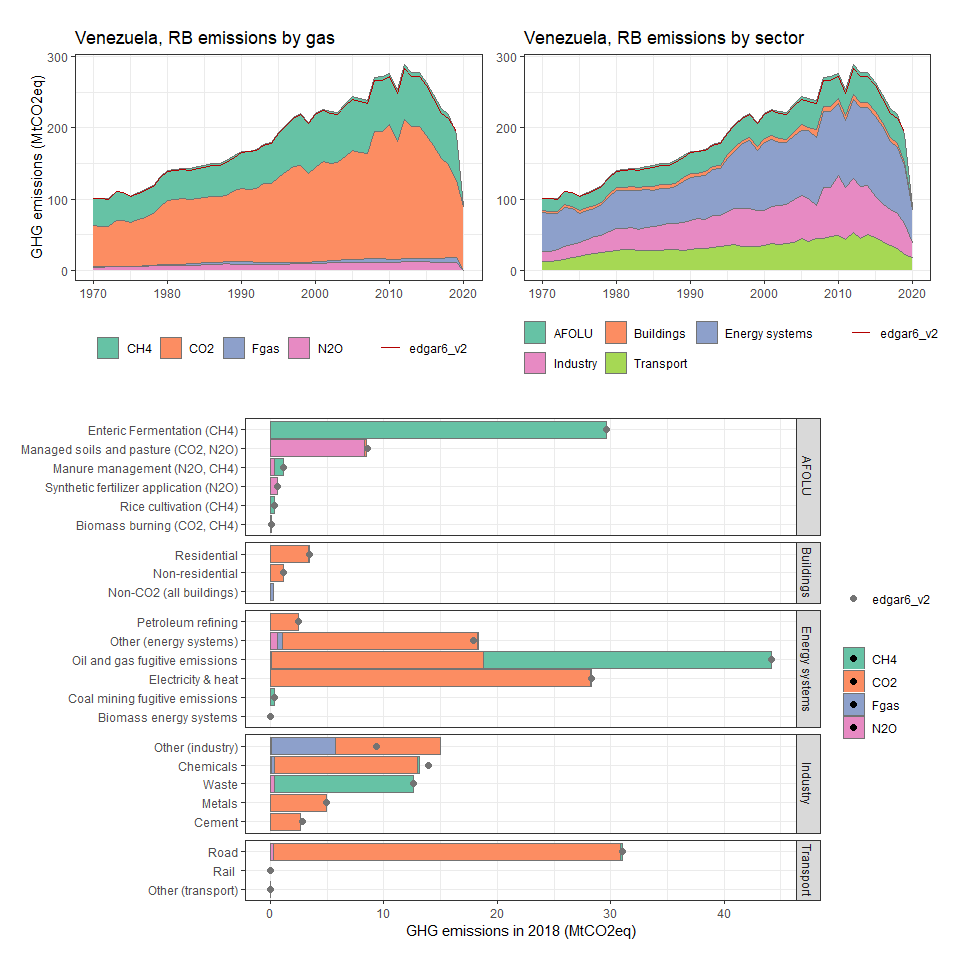 Venezuela, RB emissions by gas
GHG emissions (MtCO2eq)
300
200
100
0
1970
1980
1990
2000
2010
2020
CH4
CO2
Fgas
N2O
edgar6_v2
Venezuela, RB emissions by sector
300
200
100
0
1970
1980
1990
2000
2010
2020
AFOLU
Buildings
Energy systems
edgar6_v2
Industry
Transport
Enteric Fermentation (CH4)
Managed soils and pasture (CO2, N2O)
Manure management (N2O, CH4)
Synthetic fertilizer application (N2O)
Rice cultivation (CH4)
Biomass burning (CO2, CH4)
AFOLU
Residential
Non-residential
Non-CO2 (all buildings)
Buildings
Petroleum refining
Other (energy systems)
Oil and gas fugitive emissions
Electricity & heat
Coal mining fugitive emissions
Biomass energy systems
Energy systems
Other (industry)
Chemicals
Waste
Metals
Cement
Industry
Road
Rail
Other (transport)
Transport
0
10
20
30
40
GHG emissions in 2018 (MtCO2eq)
edgar6_v2
CH4
CO2
Fgas
N2O